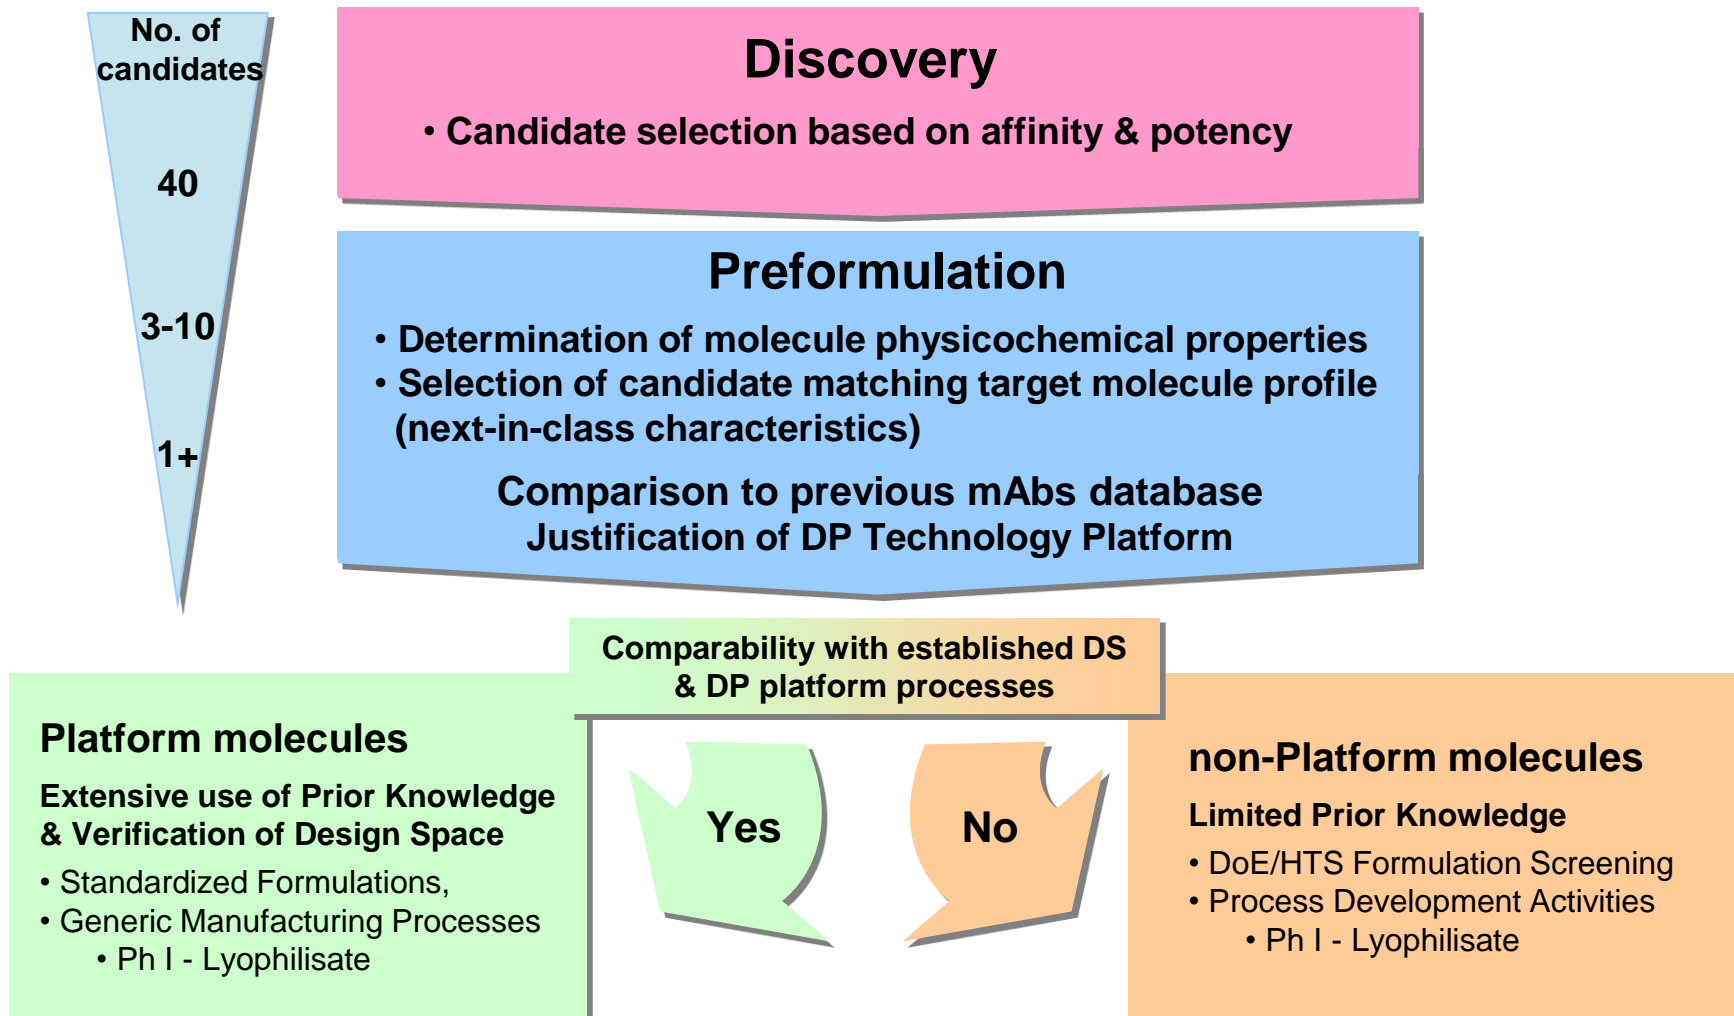 No. of
candidates
40
3-10
1+
Discovery
• Candidate selection based on affinity & potency
Preformulation
• Determination of molecule physicochemical properties
• Selection of candidate matching target molecule profile
(next-in-class characteristics)
Comparison to previous mAbs database
Justification of DP Technology Platform
Comparability with established DS
& DP platform processes
Platform molecules
Extensive use of Prior Knowledge
& Verification of Design Space
• Standardized Formulations,
• Generic Manufacturing Processes
• Ph I - Lyophilisate
Yes
No
non-Platform molecules
Limited Prior Knowledge
• DoE/HTS Formulation Screening
• Process Development Activities
• Ph I - Lyophilisate